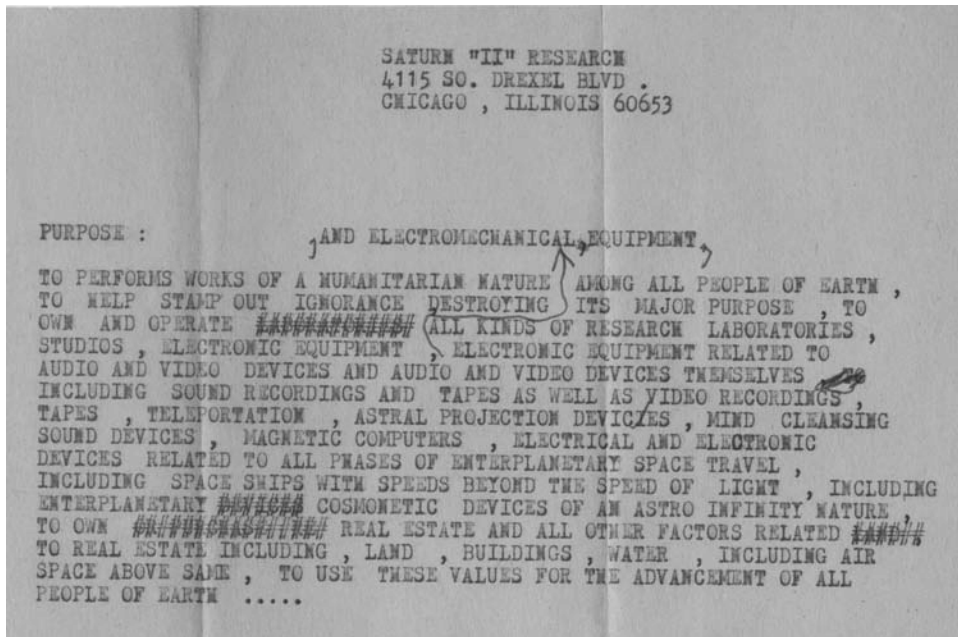 SATURN "II" RESEARCH
4115 SO. DREXEL BLVD .
CHICAGO , ILLINOIS 60653
PURPOSE :
, AND ELECTROMECHANICAL, EQUIPMENT,
TO PERFORMS WORKS OF A HUMANITARIAN NATURE AMONG ALL PEOPLE OF EARTH ,
TO HELP STAMP OUT IGNORANCE DESTROYING ITS MAJOR PURPOSE , TO
OWN AND OPERATE ALL KINDS OF RESEARCH LABORATORIES ,
STUDIOS , ELECTRONIC EQUIPMENT , ELECTRONIC EQUIPMENT RELATED TO
AUDIO AND VIDEO DEVICES AND AUDIO AND VIDEO DEVICES THEMSELVES
INCLUDING SOUND RECORDINGS AND TAPES AS WELL AS VIDEO RECORDINGS ,
TAPES , TELEPORTATION , ASTRAL PROJECTION DEVICES , MIND CLEANSING
SOUND DEVICES , MAGNETIC COMPUTERS , ELECTRICAL AND ELECTRONIC
DEVICES RELATED TO ALL PHASES OF ENTERPLANETARY SPACE TRAVEL ,
INCLUDING SPACE SHIPS WITH SPEEDS BEYOND THE SPEED OF LIGHT , INCLUDING
ENTERPLANETARY COSMONETIC DEVICES OF AN ASTRO INFINITY NATURE ,
TO OWN REAL ESTATE AND ALL OTHER FACTORS RELATED
TO REAL ESTATE INCLUDING , LAND , BUILDINGS , WATER , INCLUDING AIR
SPACE ABOVE SAME , TO USE THESE VALUES FOR THE ADVANCEMENT OF ALL
PEOPLE OF EARTH .....